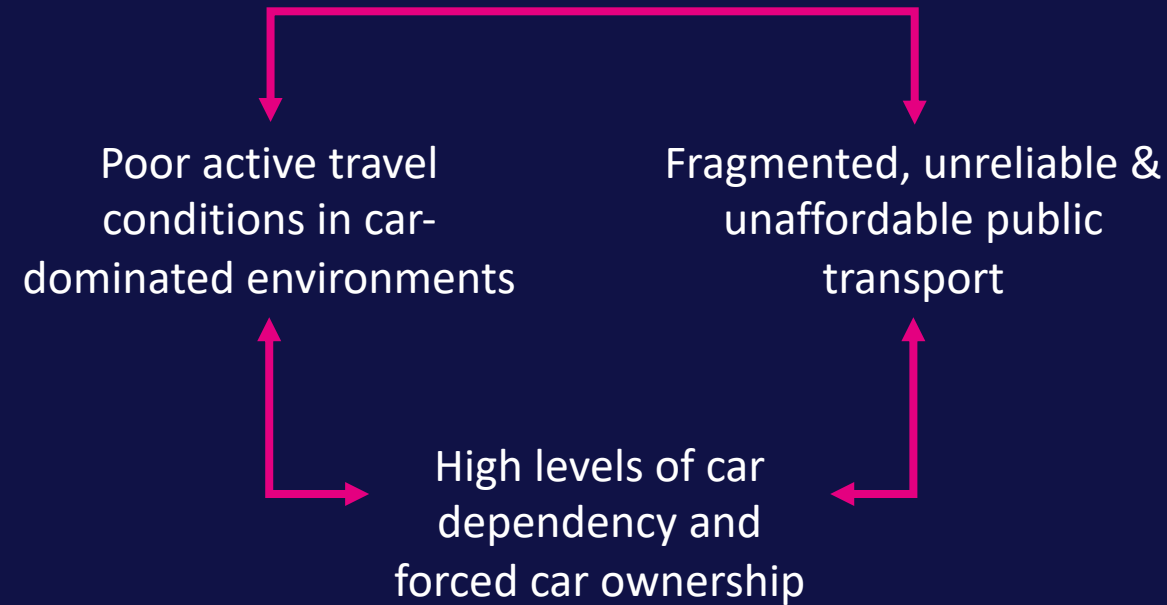 Poor active travel
conditions in car-
dominated environments
Fragmented, unreliable &
unaffordable public
transport
High levels of car
dependency and
forced car ownership